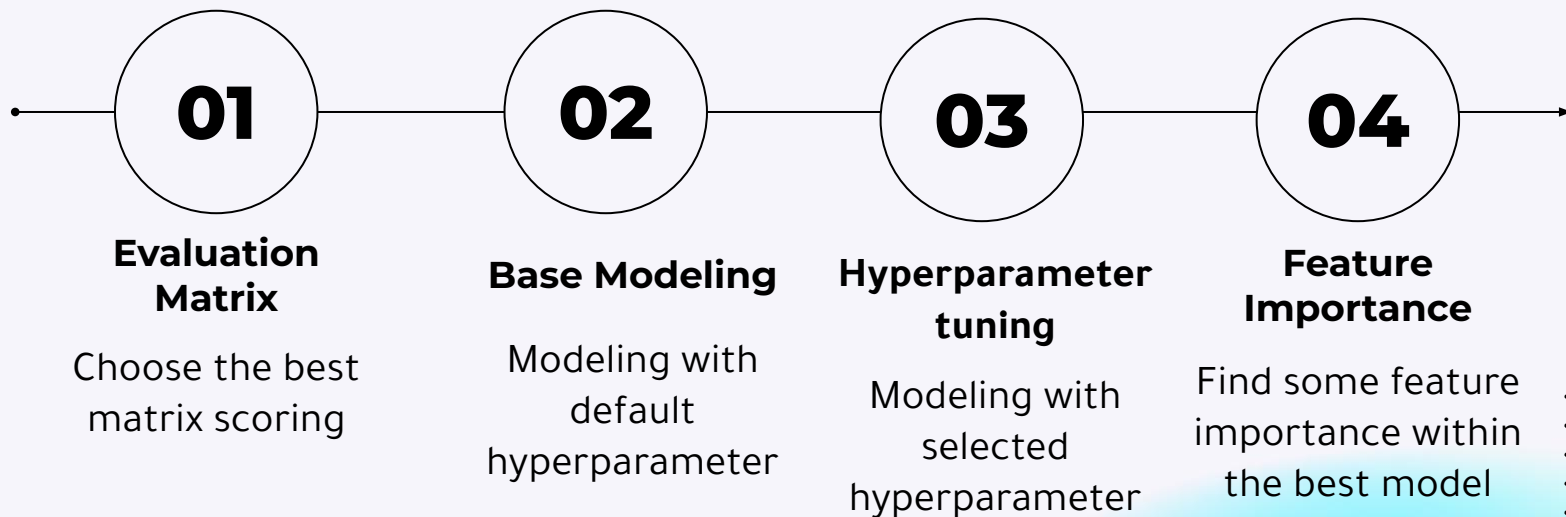 01
Evaluation
Matrix
Choose the best
matrix scoring
02
Base Modeling
Modeling with
default
hyperparameter
03
Hyperparameter
tuning
Modeling with
selected
hyperparameter
04
Feature
Importance
Find some feature
importance within
the best model